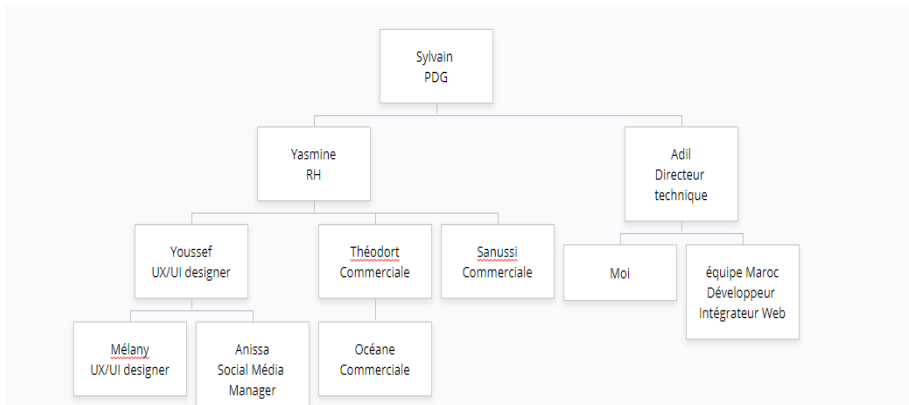 Sylvain
PDG
Yasmine
RH
Adil
Directeur
technique
Youssef
UX/UI designer
Théodort
Commerciale
Sanussi
Commerciale
Moi
équipe Maroc
Développeur
Intégrateur Web
Mélany
UX/UI designer
Anissa
Social Média
Manager
Océane
Commerciale